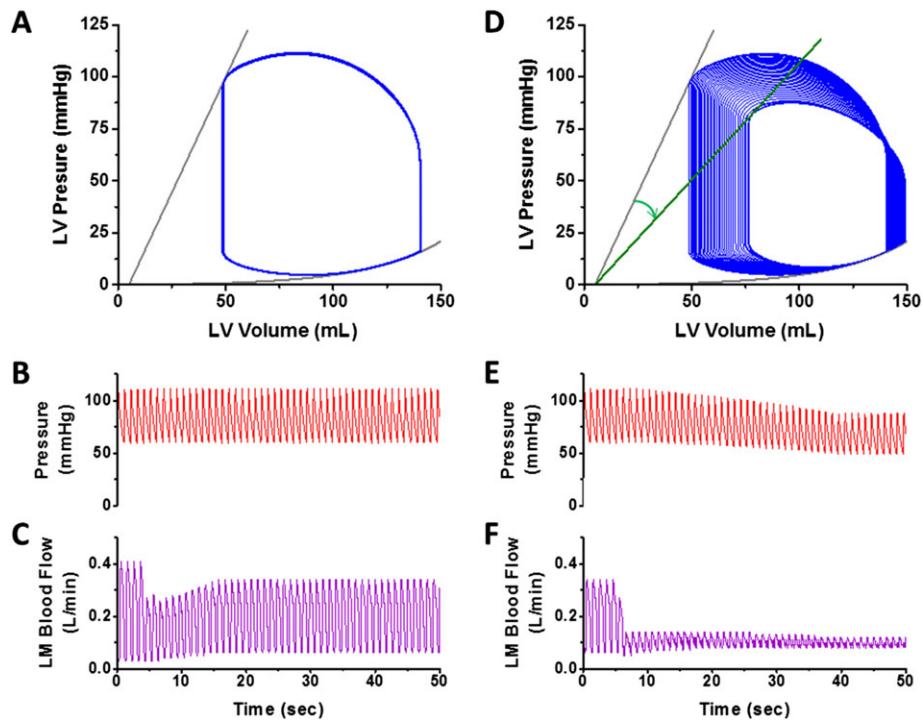 A
125
100
75
50
25
0
LV Presure (mmHg)
0 50 100 150
LV Volume (mL)
B
100
50
0
Pressure
(mmHg)
C
0.4
0.2
0.0
LM Blood Flow
(L/min)
0 10 20 30 40 50
Time (sec)
D
125
100
75
50
25
0
LV Pressure (mmHg)
0 50 100 150
LV Volume (mL)
E
100
50
0
Pressure
(mmHg)
F
0.4
0.2
0.0
LM Blood Flow
(L/min)
0 10 20 30 40 50
Time (sec)